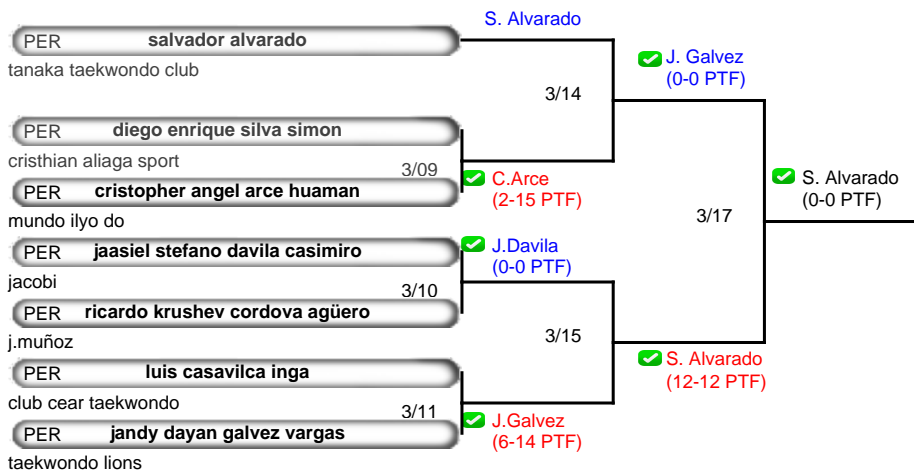 S. Alvarado
PER salvador alvarado
tanaka taekwondo club
J. Galvez
(0-0 PTF)
3/14
PER diego enrique silva simon
cristhian aliaga sport
3/09
C.Arce
(2-15 PTF)
PER cristopher angel arce huaman
mundo ilyo do
S. Alvarado
(0-0 PTF)
3/17
PER jaasiel stefano davila casimiro
jacobi
J.Davila
(0-0 PTF)
3/10
PER ricardo krushev cordova agüero
j.muñoz
3/15
PER luis casavilca inga
club cear taekwondo
S. Alvarado
(12-12 PTF)
3/11
J.Galvez
(6-14 PTF)
PER jandy dayan galvez vargas
taekwondo lions